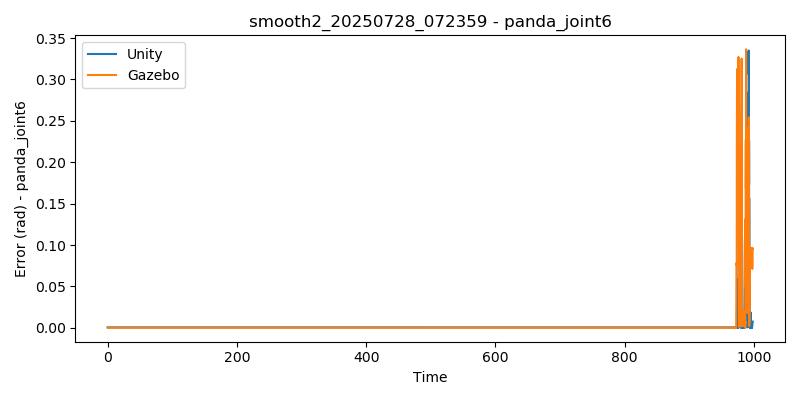 smooth2_20250728_072359 - panda_joint6
Error (rad) - panda_joint6
0.35
0.30
0.25
0.20
0.15
0.10
0.05
0.00
Unity
Gazebo
0 200 400 600 800 1000
Time